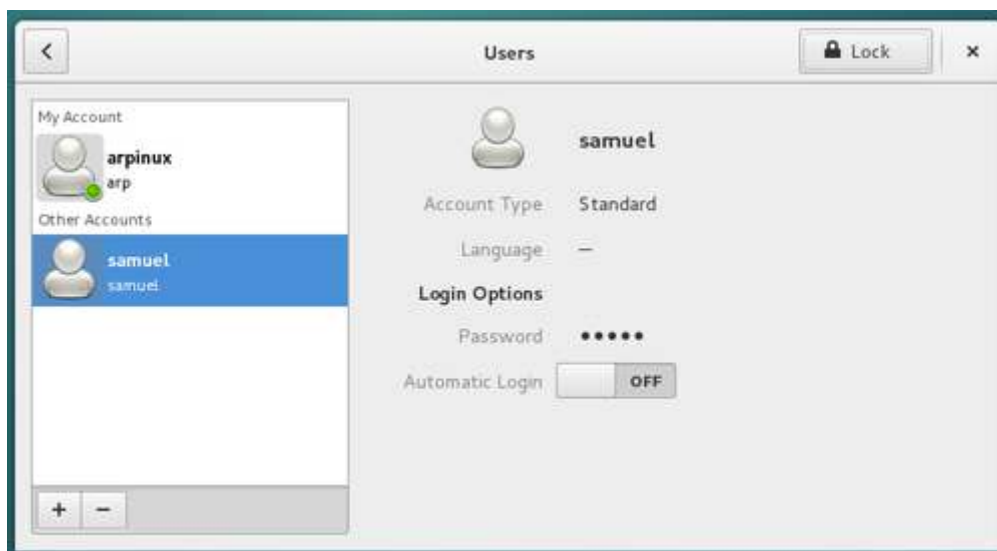 Users
Lock
My Account
arpinux
arp
Other Accounts
samuel
samuel
samuel
Account Type Standard
Language —
Login Options
Password •••••
Automatic Login OFF